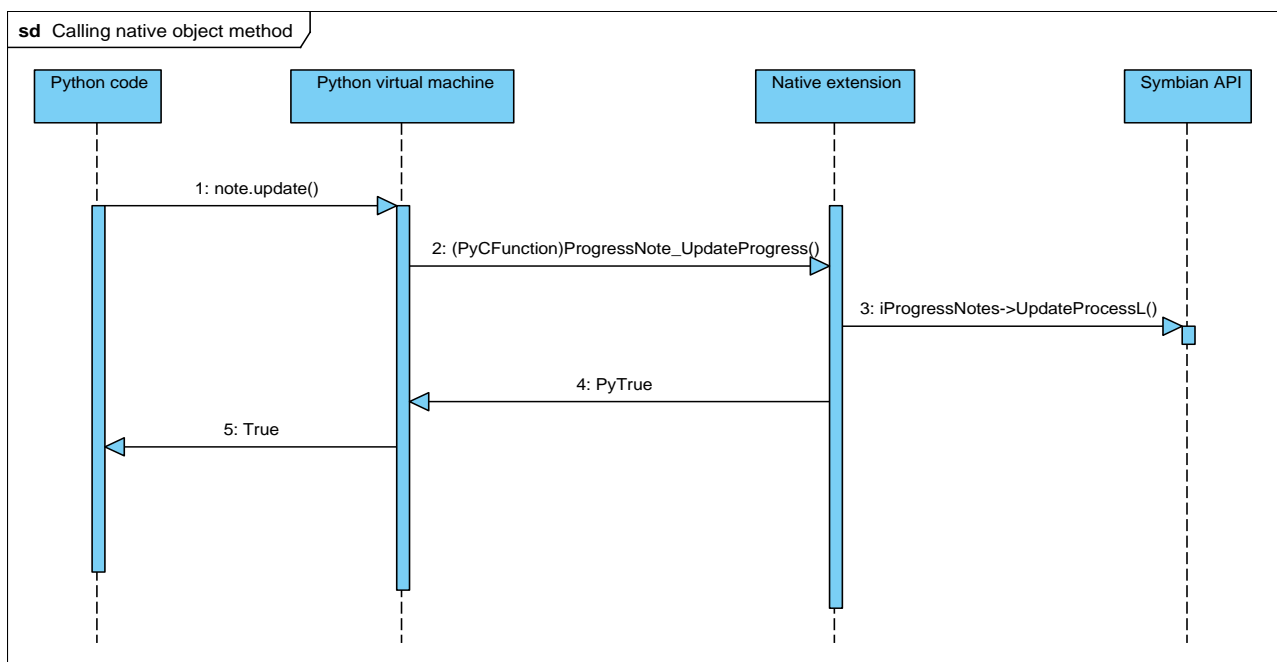 sd Calling native object method
Python code
Python virtual machine
Native extension
Symbian API
1: note.update()
2: (PyCFunction)ProgressNote_UpdateProgress()
3: iProgressNotes->UpdateProcessL()
4: PyTrue
5: True